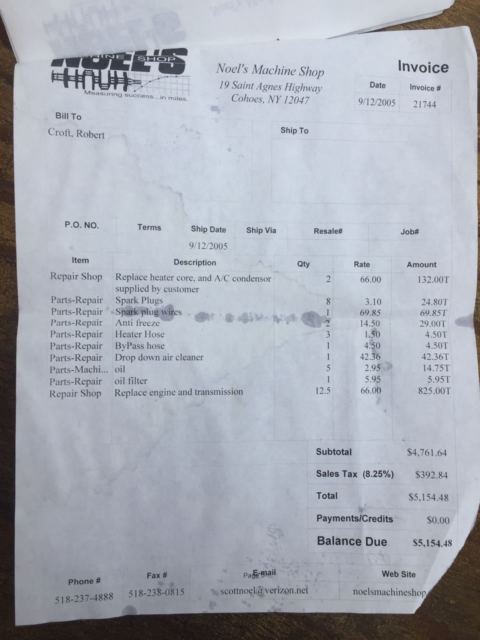 NOEL'S
MACHINE SHOP
Measuring success...in miles.
Noel's Machine Shop
19 Saint Agnes Highway
Cohoes, NY 12047
Invoice
Date Invoice #
9/12/2005 21744
Bill To
Croft, Robert
Ship To
P.O. NO. Terms Ship Date Ship Via Resale# Job#
9/12/2005
Item Description Qty Rate Amount
Repair Shop Replace heater core, and A/C condensor 2 66.00 132.00T
supplied by customer
Parts-Repair Spark Plugs 8 3.10 24.80T
Parts-Repair Spark plug wires 1 69.85 69.85T
Parts-Repair Anti freeze 2 14.50 29.00T
Parts-Repair Heater Hose 3 1.50 4.50T
Parts-Repair ByPass hose 1 4.50 4.50T
Parts-Repair Drop down air cleaner 1 42.36 42.36T
Parts-Machi... oil 5 2.95 14.75T
Parts-Repair oil filter 1 5.95 5.95T
Repair Shop Replace engine and transmission 12.5 66.00 825.00T
Subtotal $4,761.64
Sales Tax (8.25%) $392.84
Total $5,154.48
Payments/Credits $0.00
Balance Due $5,154.48
Phone # Fax # Page E-mail Web Site
518-237-4888 518-238-0815 scottnoel@verizon.net noelsmachineshop